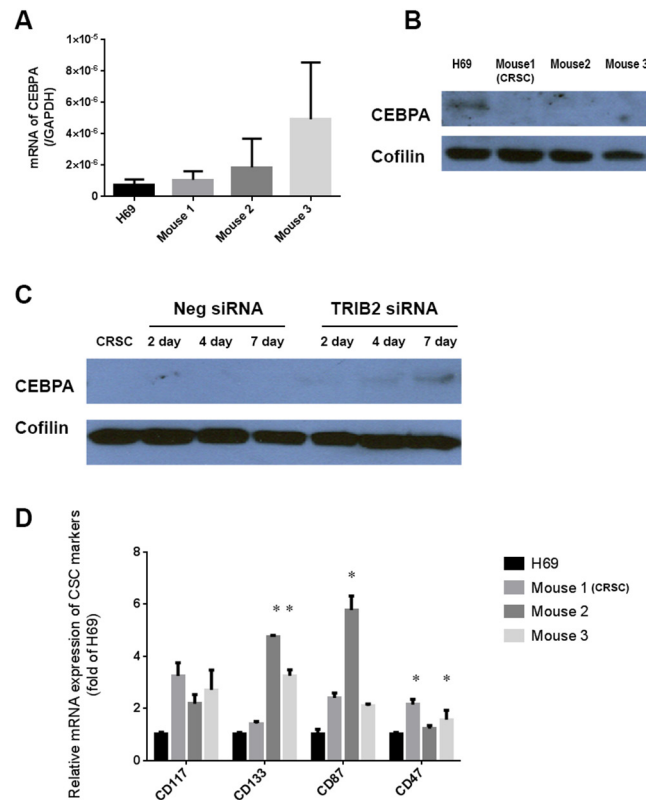 A
mRNA of CEBPA
(/GAPDH)
1×10⁻⁵
8×10⁻⁶
6×10⁻⁶
4×10⁻⁶
2×10⁻⁶
0
H69
Mouse 1
Mouse 2
Mouse 3
B
H69 Mouse1 Mouse2 Mouse 3
(CRSC)
CEBPA
Cofilin
C
Neg siRNA TRIB2 siRNA
CRSC 2 day 4 day 7 day 2 day 4 day 7 day
CEBPA
Cofilin
D
Relative mRNA expression of CSC markers
(fold of H69)
8
6
4
2
0
* *
*
*
*
CD117
CD133
CD87
CD47
H69
Mouse 1 (CRSC)
Mouse 2
Mouse 3